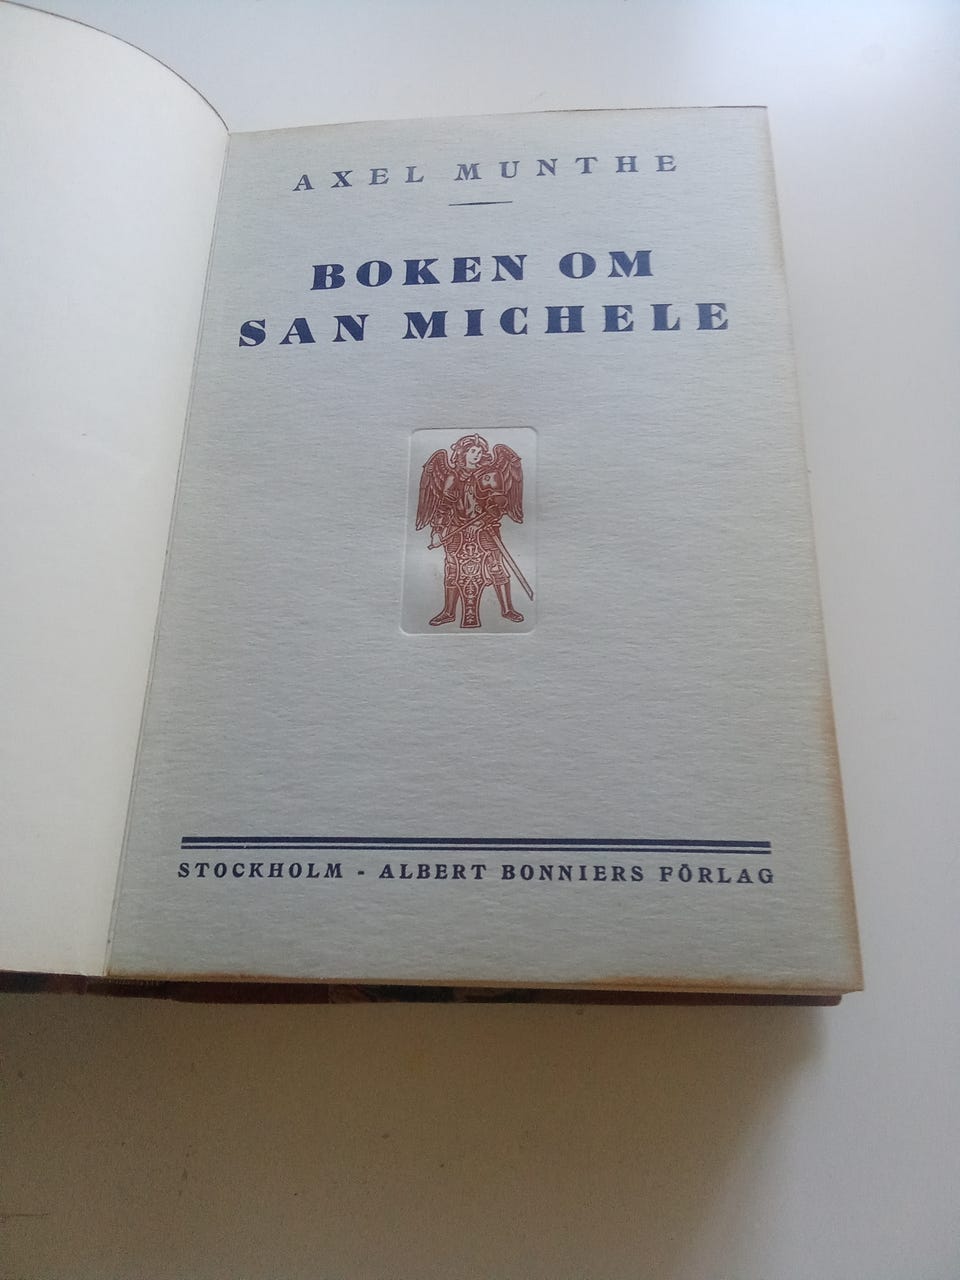 AXEL MUNTHE
BOKEN OM
SAN MICHELE
STOCKHOLM - ALBERT BONNIERS FÖRLAG